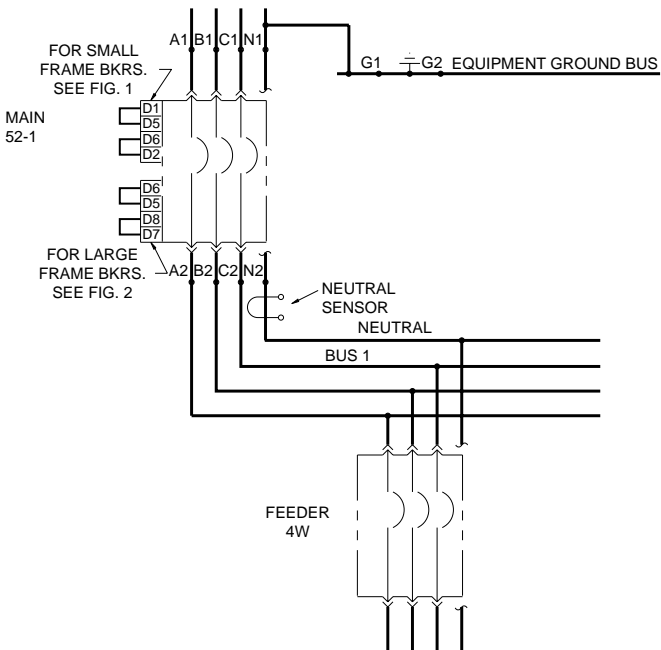 A1 B1 C1 N1
FOR SMALL
FRAME BKRS.
SEE FIG. 1
G1 G2 EQUIPMENT GROUND BUS
MAIN
52-1
D1
D5
D6
D2
D6
D5
D8
D7
FOR LARGE
FRAME BKRS.
SEE FIG. 2
A2 B2 C2 N2
NEUTRAL
SENSOR
NEUTRAL
BUS 1
FEEDER
4W